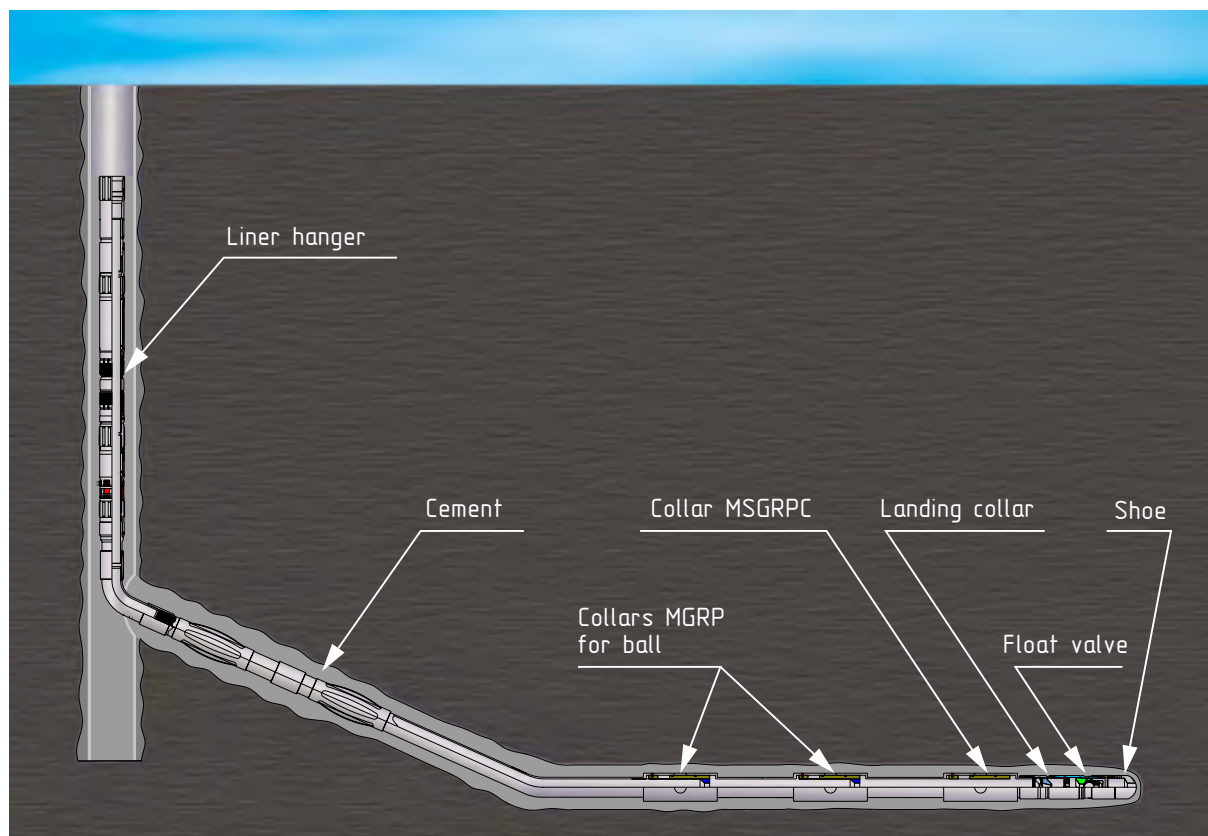 Liner hanger
Cement
Collar MSGRPC
Landing collar
Shoe
Collars MGRP
for ball
Float valve